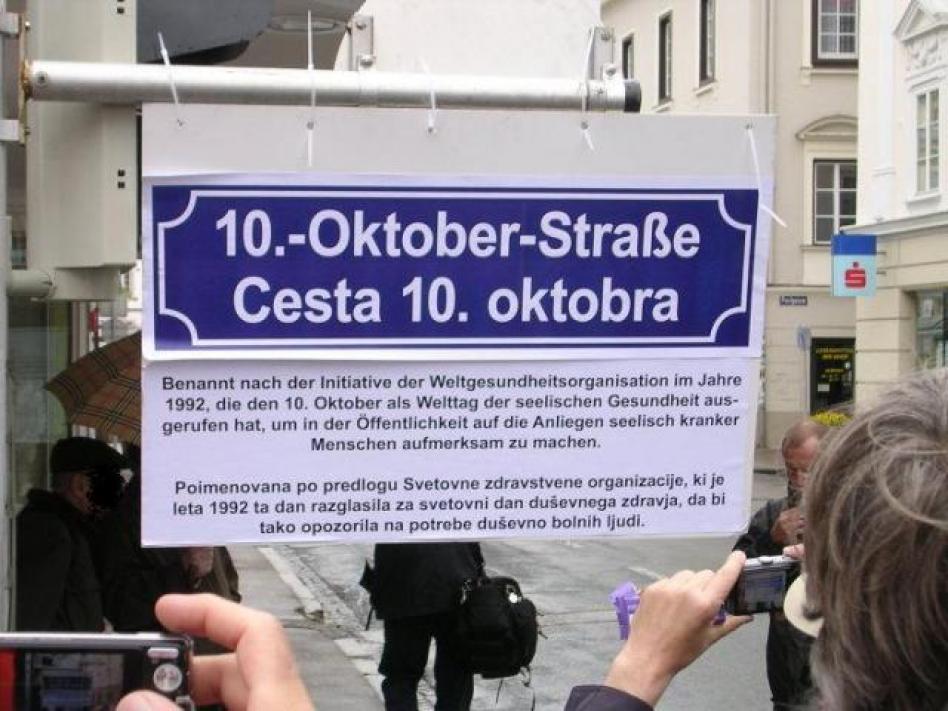 10.-Oktober-Straße
Cesta 10. oktobra
Benannt nach der Initiative der Weltgesundheitsorganisation im Jahre
1992, die den 10. Oktober als Welttag der seelischen Gesundheit aus-
gerufen hat, um in der Öffentlichkeit auf die Anliegen seelisch kranker
Menschen aufmerksam zu machen.
Poimenovana po predlogu Svetovne zdravstvene organizacije, ki je
leta 1992 ta dan razglasila za svetovni dan duševnega zdravja, da bi
tako opozorila na potrebe duševno bolnih ljudi.